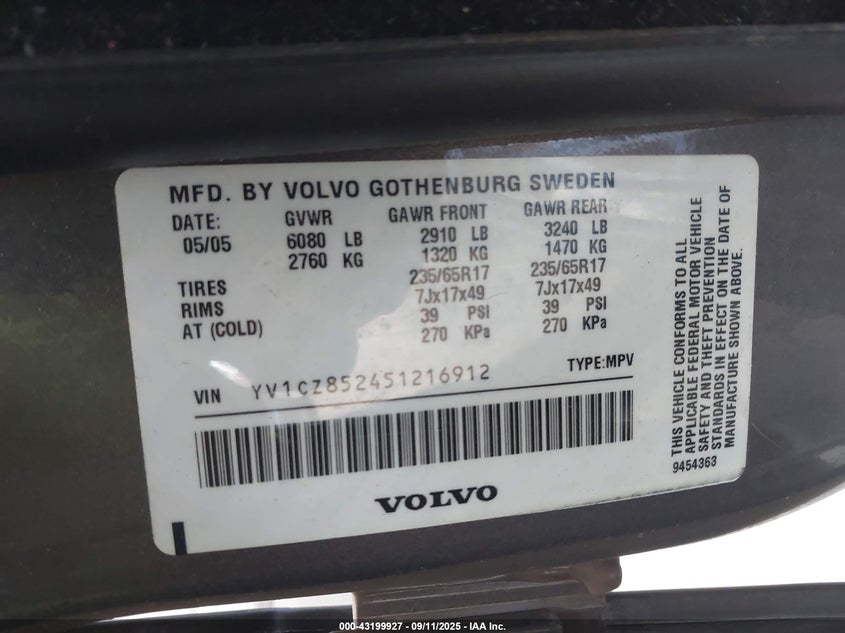 MFD. BY VOLVO GOTHENBURG SWEDEN
DATE: GVWR GAWR FRONT GAWR REAR
05/05 6080 LB 2910 LB 3240 LB
2760 KG 1320 KG 1470 KG
TIRES 235/65R17 235/65R17
RIMS 7Jx17x49 7Jx17x49
AT (COLD) 39 PSI 39 PSI
270 KPa 270 KPa
VIN YV1CZ852451216912 TYPE:MPV
VOLVO
THIS VEHICLE CONFORMS TO ALL
APPLICABLE FEDERAL MOTOR VEHICLE
SAFETY AND THEFT PREVENTION
STANDARDS IN EFFECT ON THE DATE OF
MANUFACTURE SHOWN ABOVE.
9454363
000-43199927 - 09/11/2025 - IAA Inc.